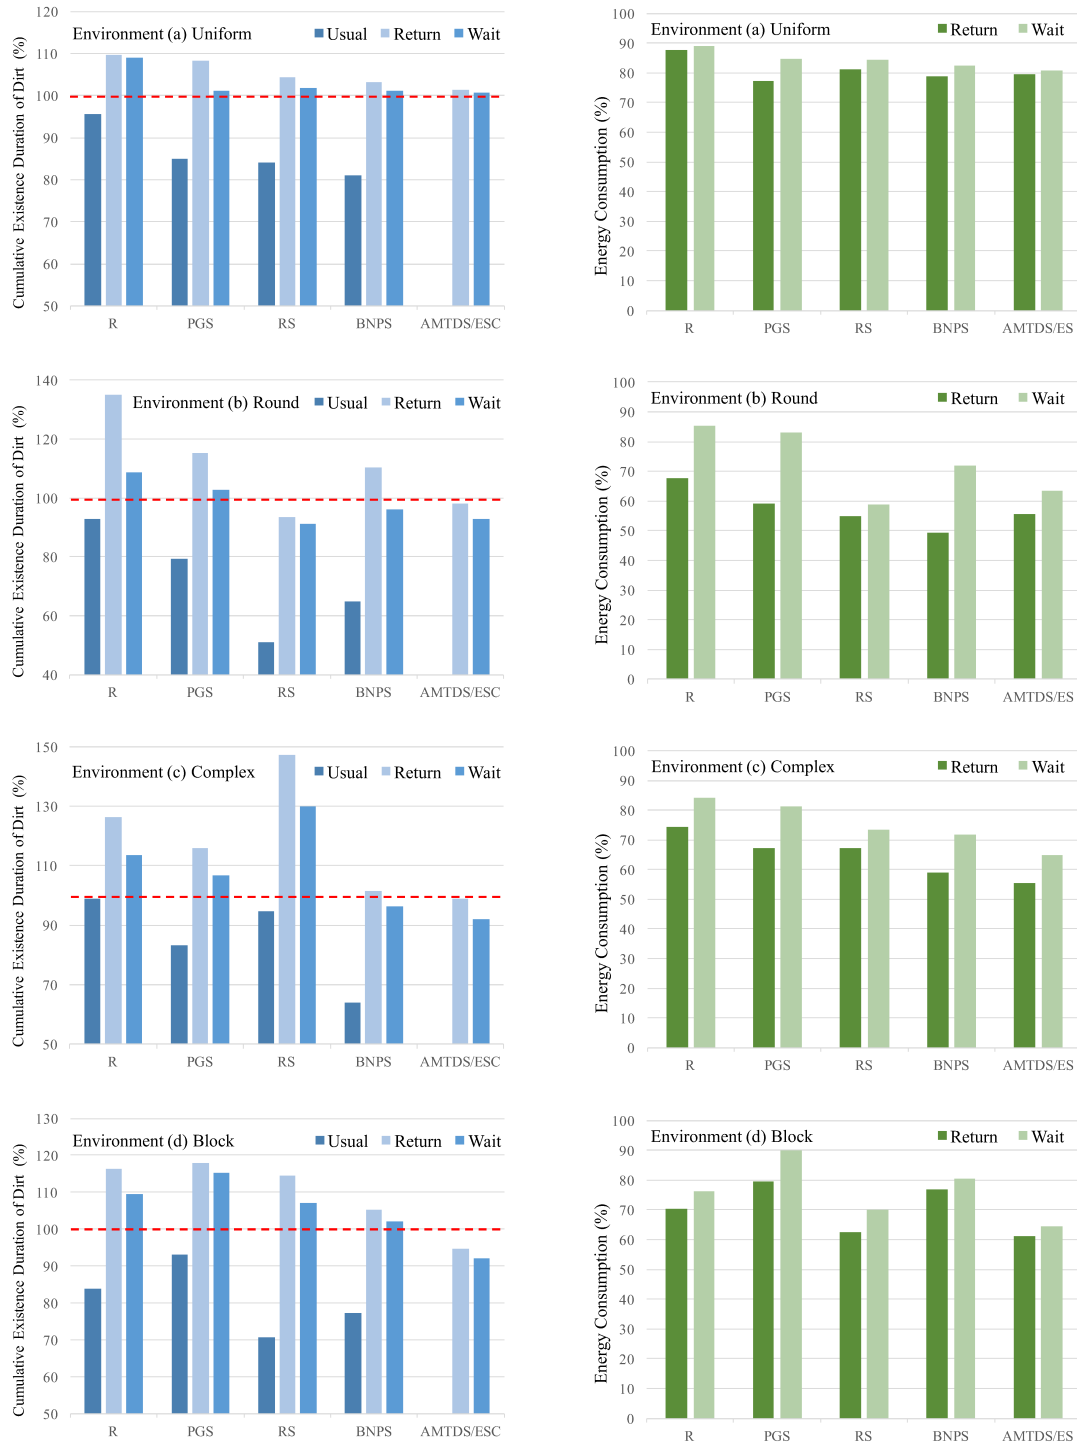 Environment (a) Uniform
Usual Return Wait
Cumulative Existence Duration of Dirt (%)
120
110
100
90
80
70
60
50
R PGS RS BNPS AMTDS/ESC
Environment (a) Uniform
Return Wait
Energy Consumption (%)
100
90
80
70
60
50
40
30
20
10
0
R PGS RS BNPS AMTDS/ES
Environment (b) Round
Usual Return Wait
Cumulative Existence Duration of Dirt (%)
140
120
100
80
60
40
R PGS RS BNPS AMTDS/ESC
Environment (b) Round
Return Wait
Energy Consumption (%)
100
90
80
70
60
50
40
30
20
10
0
R PGS RS BNPS AMTDS/ES
Environment (c) Complex
Usual Return Wait
Cumulative Existence Duration of Dirt (%)
150
130
110
90
70
50
R PGS RS BNPS AMTDS/ESC
Environment (c) Complex
Return Wait
Energy Consumption (%)
100
90
80
70
60
50
40
30
20
10
0
R PGS RS BNPS AMTDS/ES
Environment (d) Block
Usual Return Wait
Cumulative Existence Duration of Dirt (%)
130
120
110
100
90
80
70
60
50
R PGS RS BNPS AMTDS/ESC
Environment (d) Block
Return Wait
Energy Consumption (%)
100
90
80
70
60
50
40
30
20
10
0
R PGS RS BNPS AMTDS/ES